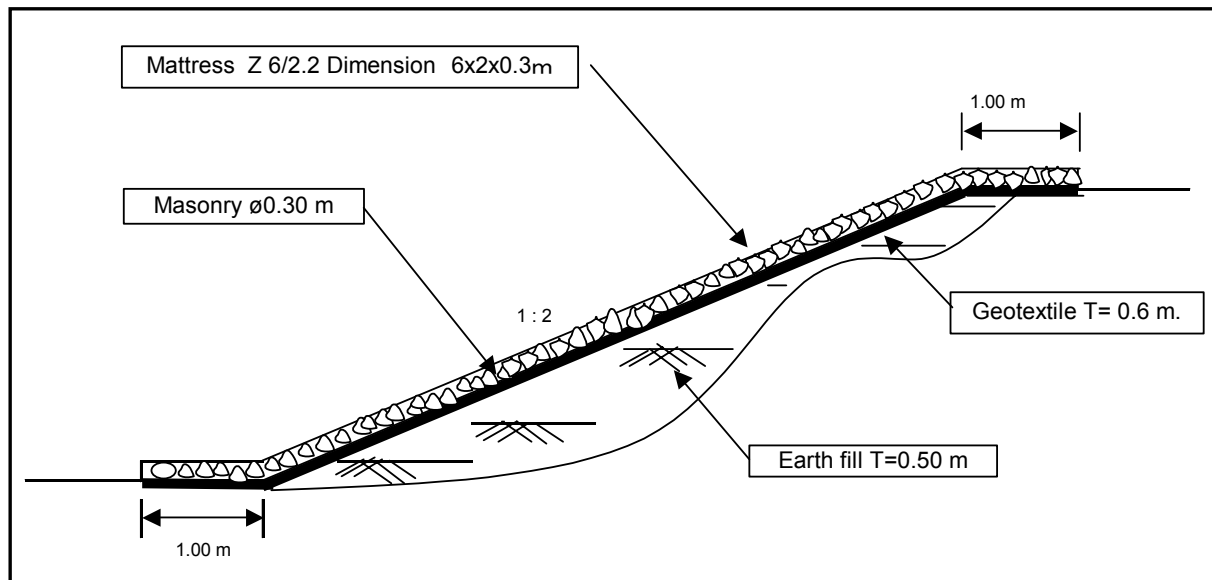 Mattress Z 6/2.2 Dimension 6x2x0.3m
1.00 m
Masonry ø0.30 m
1 : 2
Geotextile T= 0.6 m.
Earth fill T=0.50 m
1.00 m